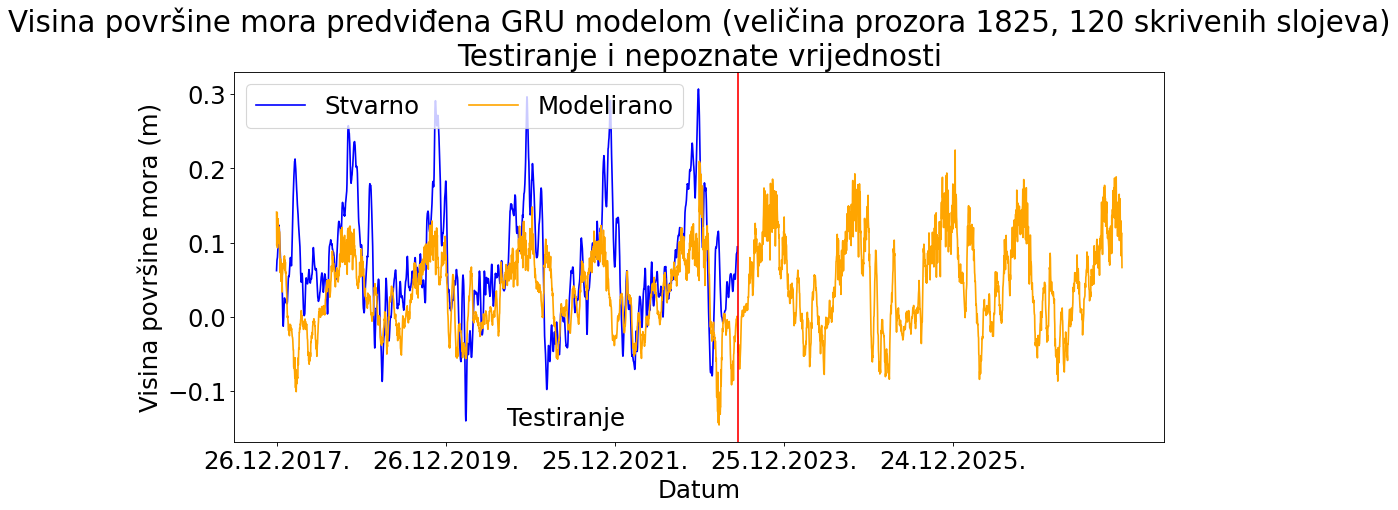 Visina površine mora predviđena GRU modelom (veličina prozora 1825, 120 skrivenih slojeva)
Testiranje i nepoznate vrijednosti
Stvarno
Modelirano
Visina površine mora (m)
0.3
0.2
0.1
0.0
−0.1
Testiranje
26.12.2017.
26.12.2019.
25.12.2021.
25.12.2023.
24.12.2025.
Datum